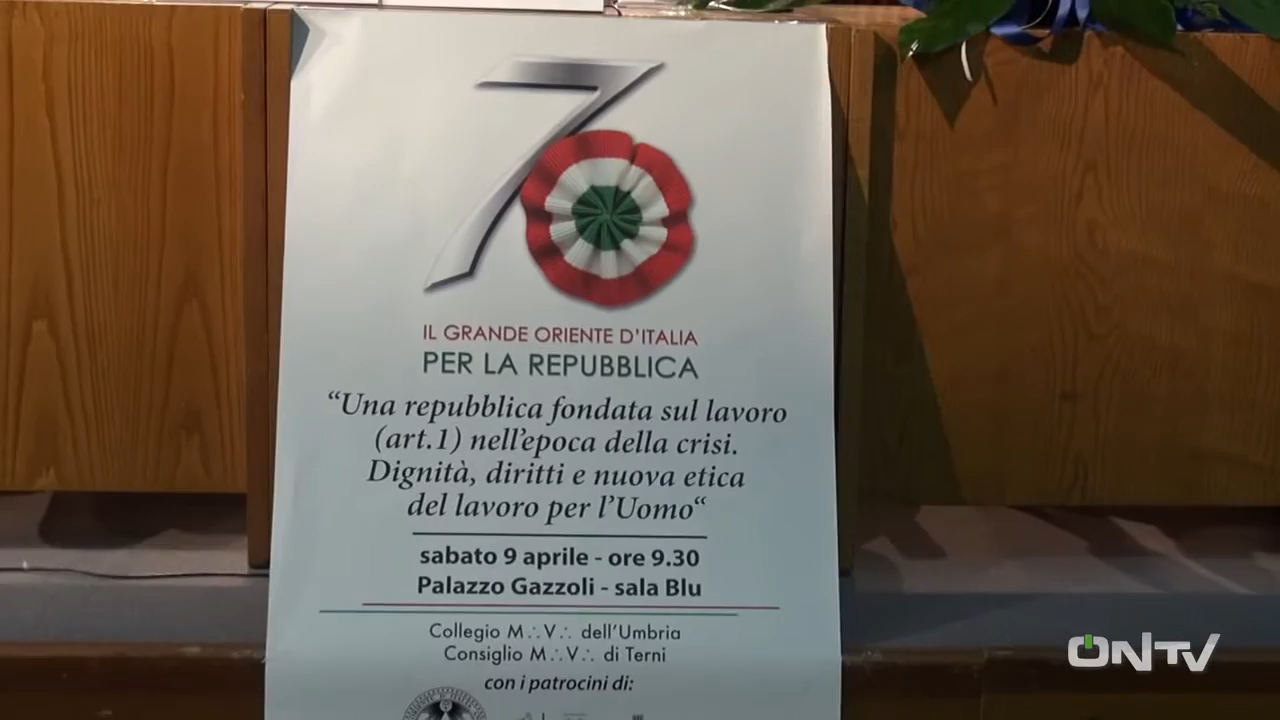 70
IL GRANDE ORIENTE D'ITALIA
PER LA REPUBBLICA
“Una repubblica fondata sul lavoro
(art.1) nell'epoca della crisi.
Dignità, diritti e nuova etica
del lavoro per l'Uomo“
sabato 9 aprile - ore 9.30
Palazzo Gazzoli - sala Blu
Collegio M∴V∴ dell'Umbria
Consiglio M∴V∴ di Terni
con i patrocini di:
ONTV